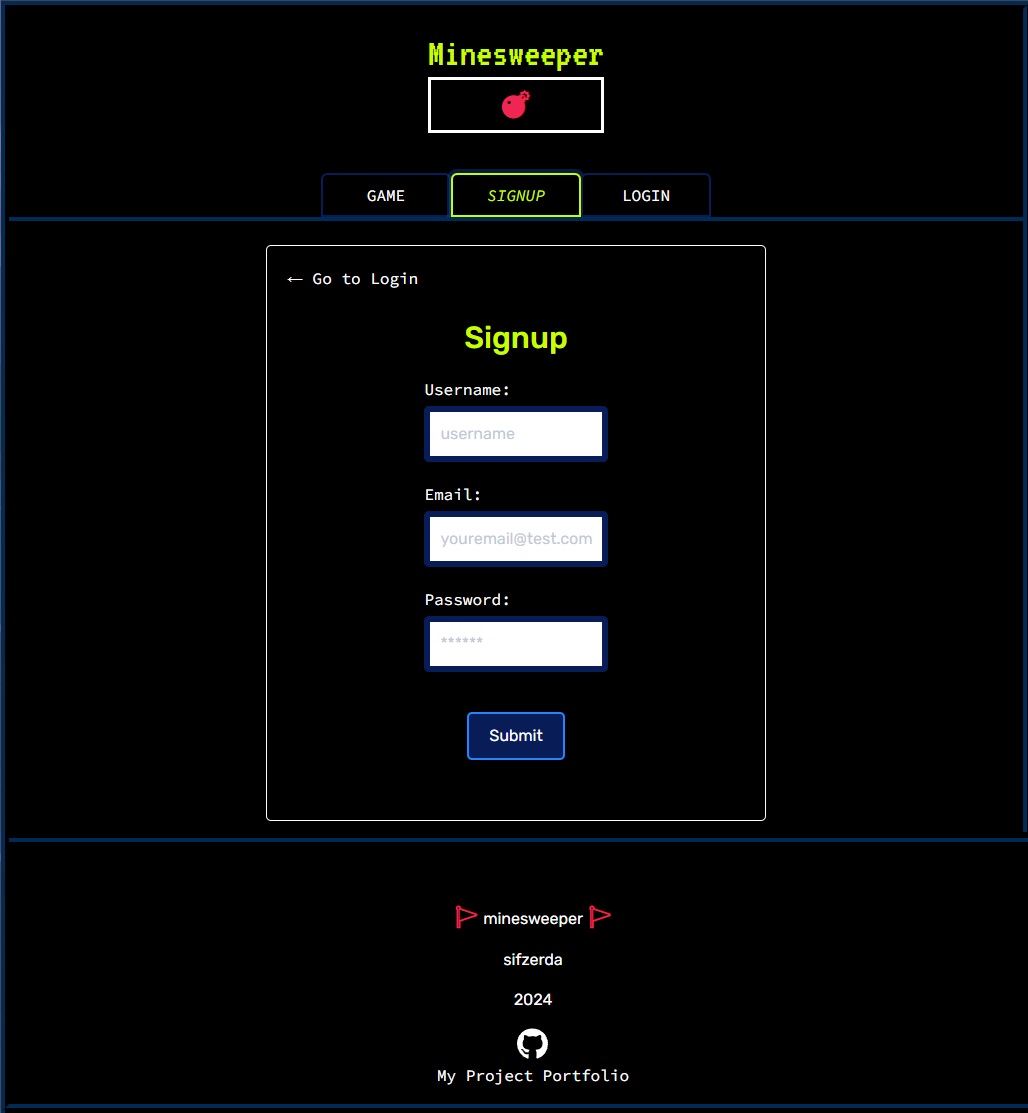 Minesweeper
GAME SIGNUP LOGIN
← Go to Login
Signup
Username:
username
Email:
youremail@test.com
Password:
******
Submit
minesweeper
sifzerda
2024
My Project Portfolio